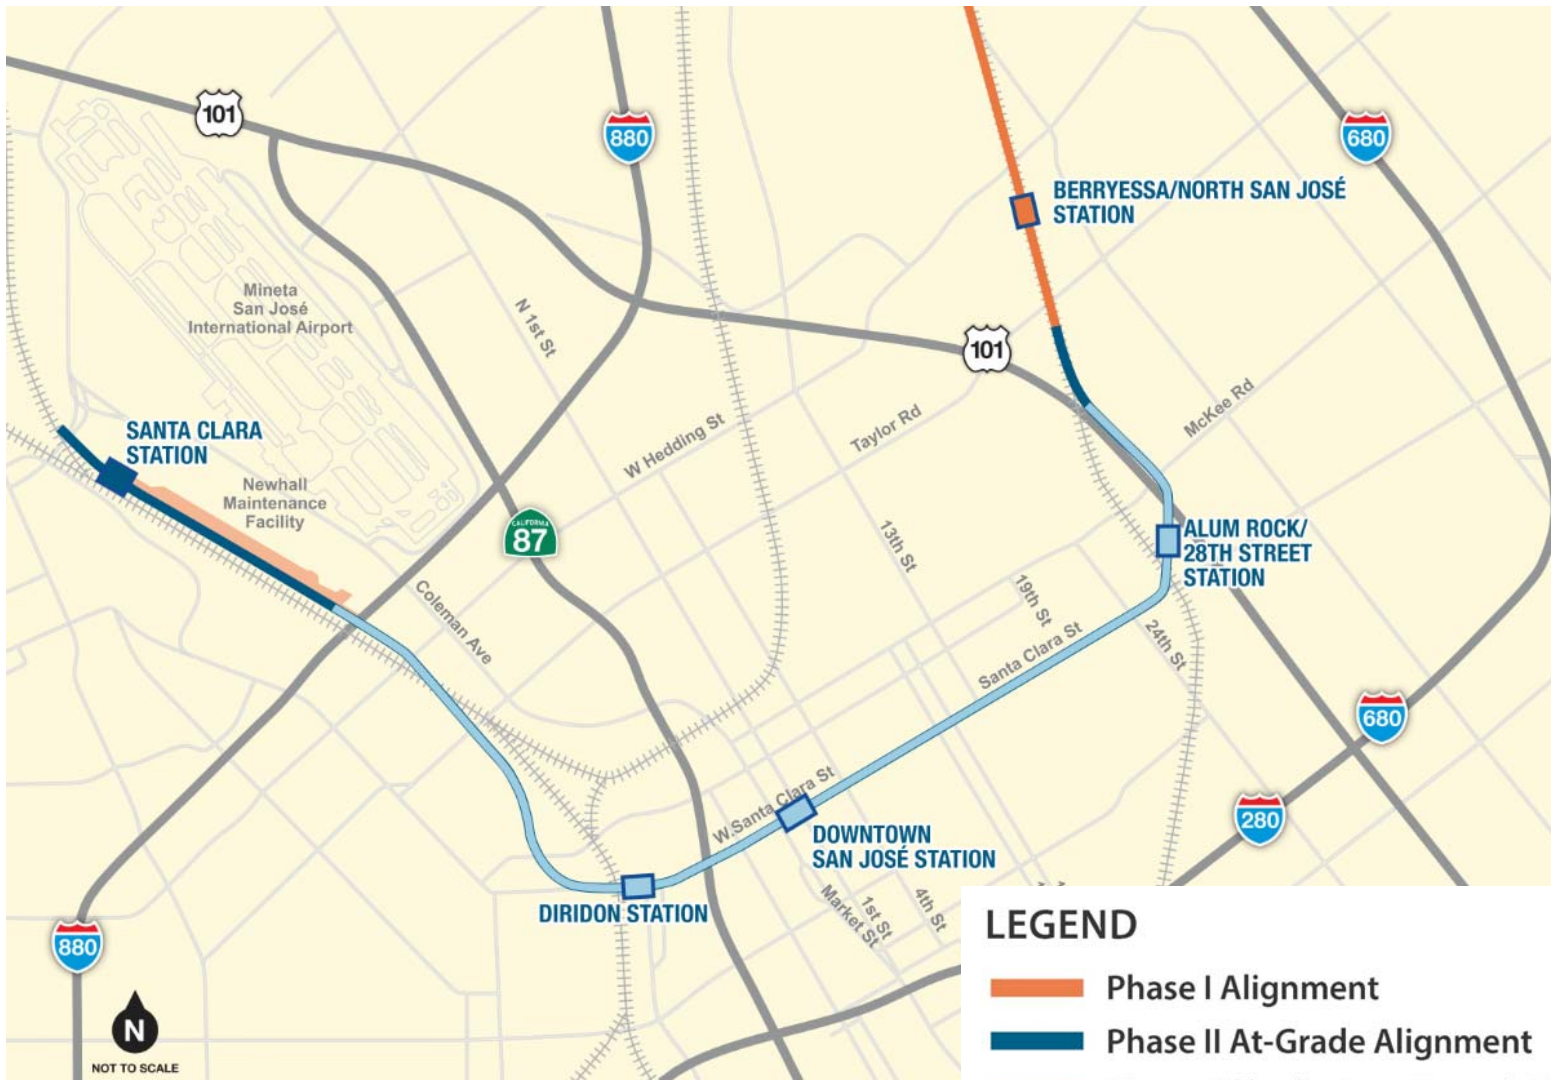 101
880
680
BERRYESSA/NORTH SAN JOSÉ
STATION
Mineta
San José
International Airport
N 1st St
101
McKee Rd
SANTA CLARA
STATION
W Hedding St
Taylor Rd
Newhall
Maintenance
Facility
CALIFORNIA
87
13th St
ALUM ROCK/
28TH STREET
STATION
Coleman Ave
19th St
24th St
Santa Clara St
680
W.Santa Clara St
280
DOWNTOWN
SAN JOSÉ STATION
DIRIDON STATION
Market St
1st St
4th St
880
N
NOT TO SCALE
LEGEND
Phase I Alignment
Phase II At-Grade Alignment